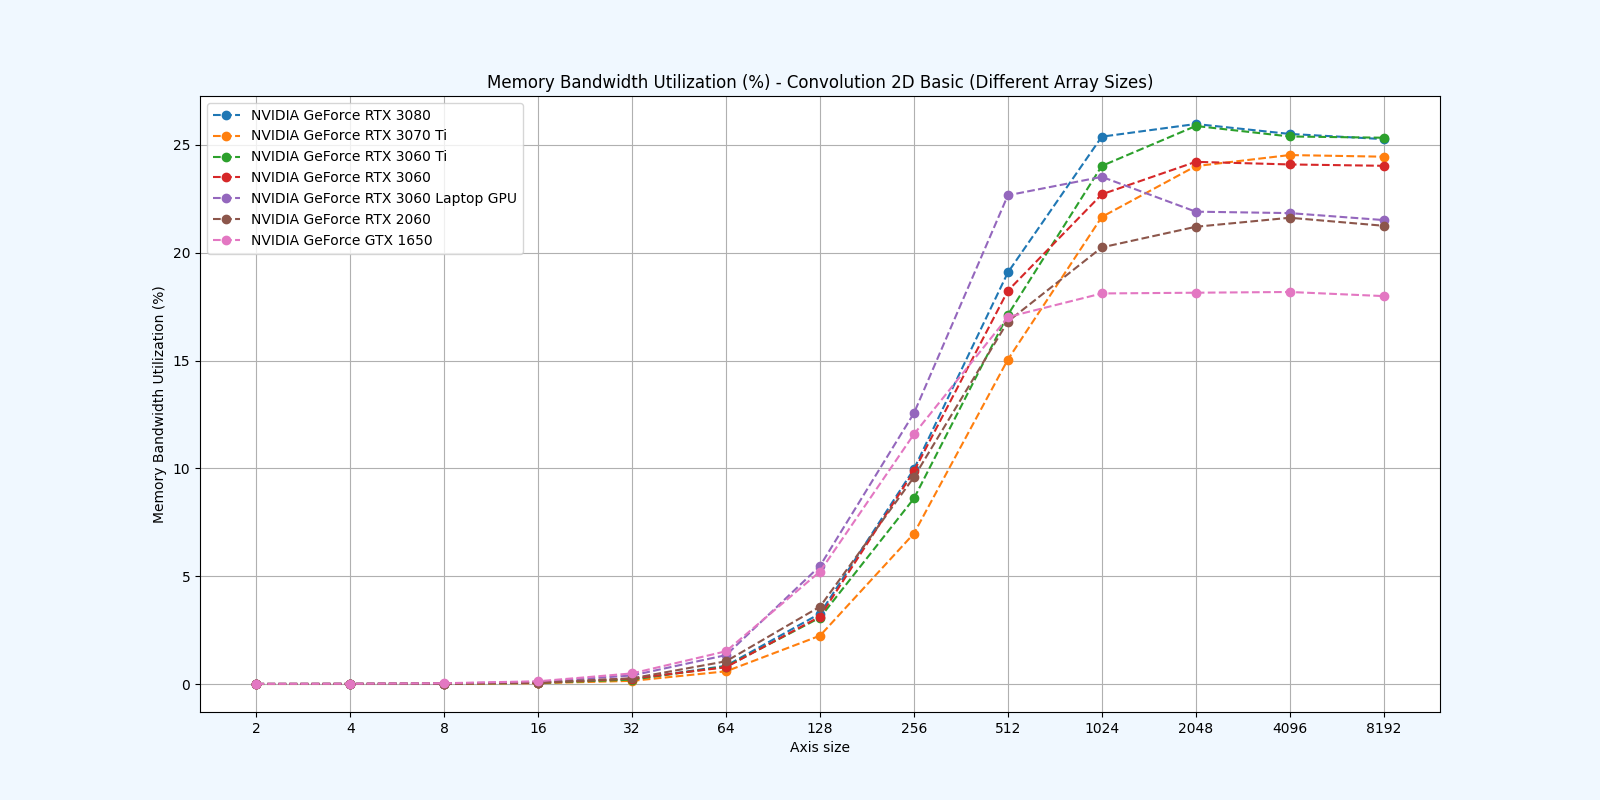 Memory Bandwidth Utilization (%) - Convolution 2D Basic (Different Array Sizes)
NVIDIA GeForce RTX 3080
NVIDIA GeForce RTX 3070 Ti
NVIDIA GeForce RTX 3060 Ti
NVIDIA GeForce RTX 3060
NVIDIA GeForce RTX 3060 Laptop GPU
NVIDIA GeForce RTX 2060
NVIDIA GeForce GTX 1650
Memory Bandwidth Utilization (%)
25
20
15
10
5
0
2 4 8 16 32 64 128 256 512 1024 2048 4096 8192
Axis size